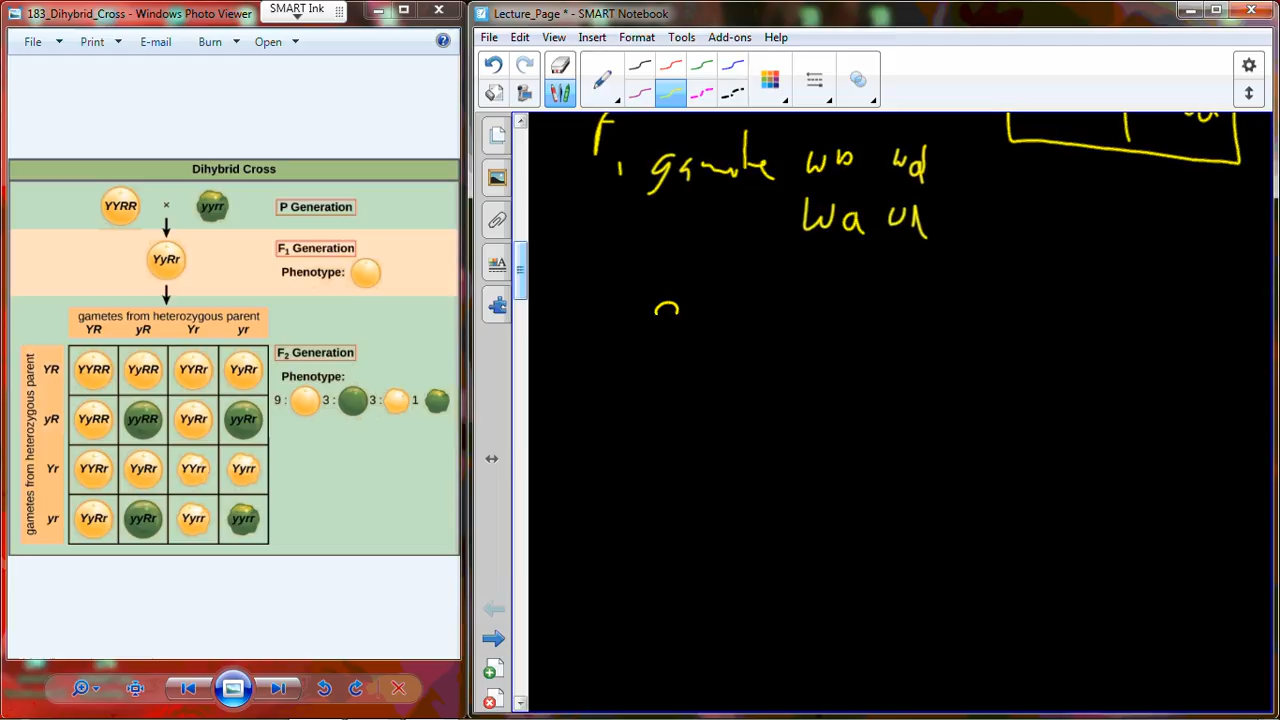 183_Dihybrid_Cross - Windows Photo Viewer
SMART Ink
File Print E-mail Burn Open
Dihybrid Cross
YYRR × yyrr P Generation
F1 Generation
YyRr
Phenotype:
gametes from heterozygous parent
YR yR Yr yr
gametes from heterozygous parent
F2 Generation
Phenotype:
9 : 3 : 3 : 1
YR YYRR YyRR YYRr YyRr
yR YyRR yyRR YyRr yyRr
Yr YYRr YyRr YYrr Yyrr
yr YyRr yyRr Yyrr yyrr
Lecture_Page * - SMART Notebook
File Edit View Insert Format Tools Add-ons Help
F1 gamete